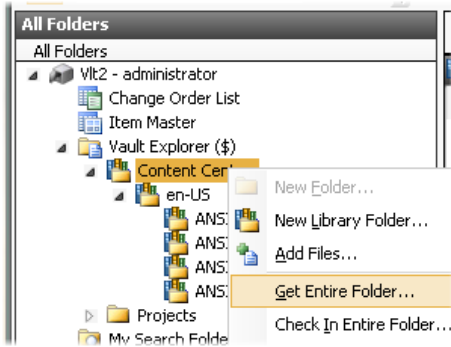 All Folders
All Folders
Vlt2 - administrator
Change Order List
Item Master
Vault Explorer ($)
Content Cen
en-US
ANS
ANS
ANS
ANS
Projects
My Search Folde
New Folder...
New Library Folder...
Add Files...
Get Entire Folder...
Check In Entire Folder...